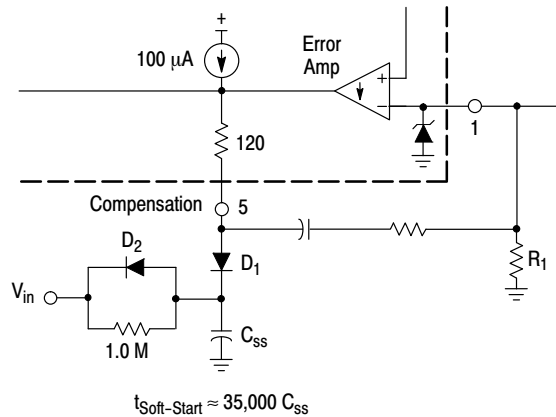 +
100 µA
Error
Amp
+
−
1
120
Compensation
5
D2
D1
R1
Vin
Css
1.0 M
tSoft−Start ≈ 35,000 Css